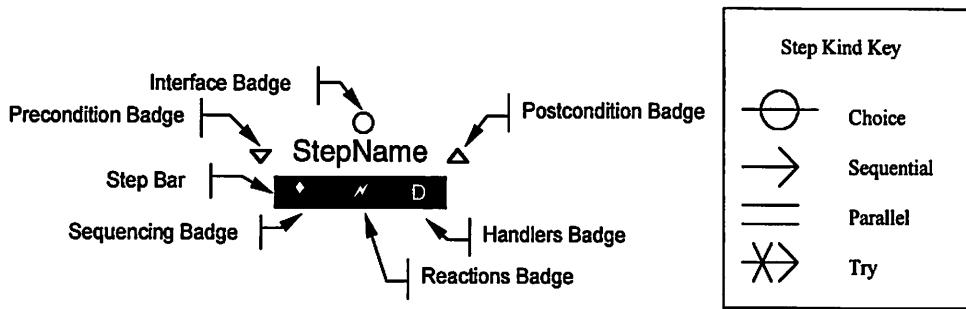 Interface Badge
Precondition Badge
Postcondition Badge
StepName
Step Bar
D
Sequencing Badge
Handlers Badge
Reactions Badge
Step Kind Key
Choice
Sequential
Parallel
Try